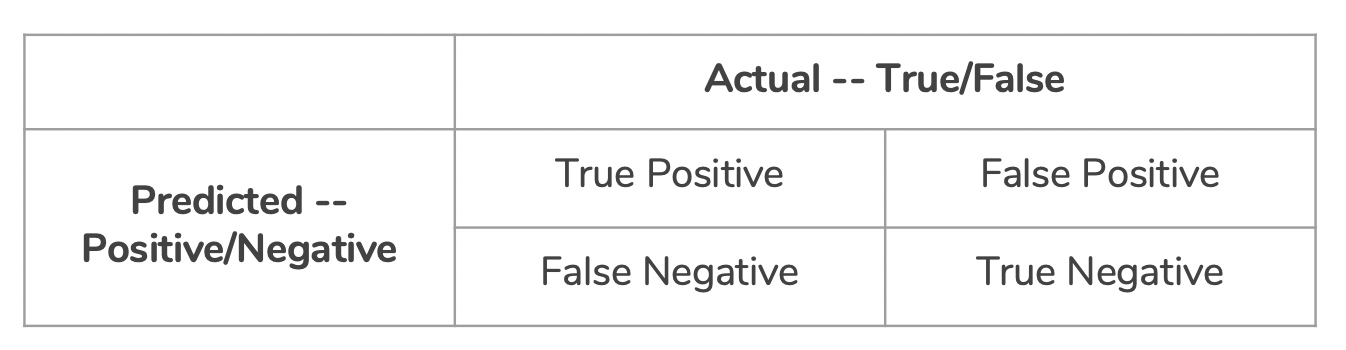 Actual -- True/False
Predicted --
Positive/Negative
True Positive
False Positive
False Negative
True Negative